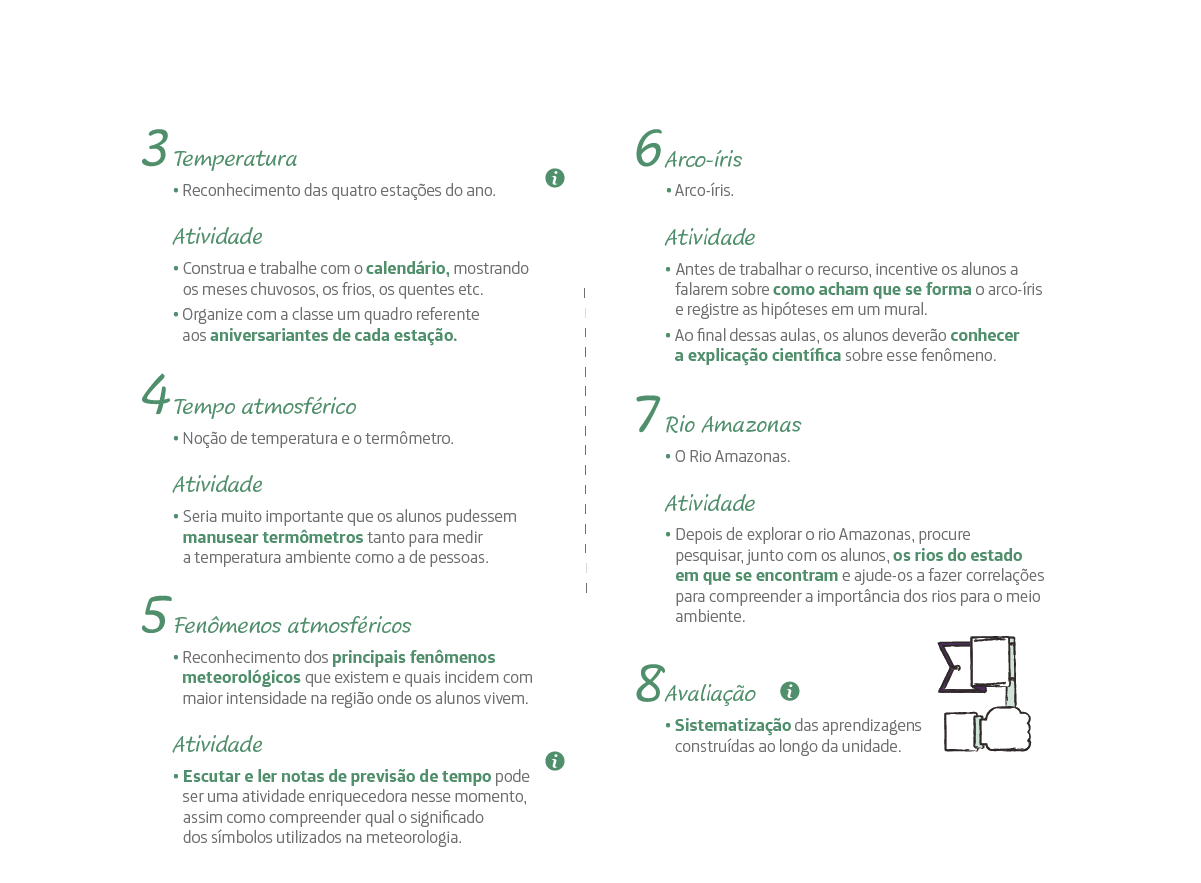 3 Temperatura
• Reconhecimento das quatro estações do ano.
Atividade
• Construa e trabalhe com o calendário, mostrando
os meses chuvosos, os frios, os quentes etc.
• Organize com a classe um quadro referente
aos aniversariantes de cada estação.
4 Tempo atmosférico
• Noção de temperatura e o termômetro.
Atividade
• Seria muito importante que os alunos pudessem
manusear termômetros tanto para medir
a temperatura ambiente como a de pessoas.
5 Fenômenos atmosféricos
• Reconhecimento dos principais fenômenos
meteorológicos que existem e quais incidem com
maior intensidade na região onde os alunos vivem.
Atividade
• Escutar e ler notas de previsão de tempo pode
ser uma atividade enriquecedora nesse momento,
assim como compreender qual o significado
dos símbolos utilizados na meteorologia.
i
i
6 Arco-íris
• Arco-íris.
Atividade
• Antes de trabalhar o recurso, incentive os alunos a
falarem sobre como acham que se forma o arco-íris
e registre as hipóteses em um mural.
• Ao final dessas aulas, os alunos deverão conhecer
a explicação científica sobre esse fenômeno.
7 Rio Amazonas
• O Rio Amazonas.
Atividade
• Depois de explorar o rio Amazonas, procure
pesquisar, junto com os alunos, os rios do estado
em que se encontram e ajude-os a fazer correlações
para compreender a importância dos rios para o meio
ambiente.
8 Avaliação i
• Sistematização das aprendizagens
construídas ao longo da unidade.